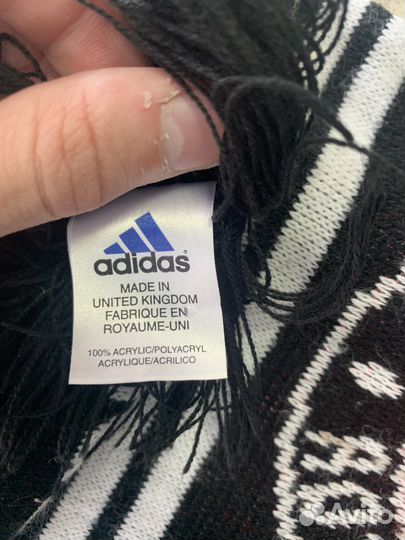 adidas
MADE IN
UNITED KINGDOM
FABRIQUE EN
ROYAUME-UNI
100% ACRYLIC/POLYACRYL
ACRYLIQUE/ACRILICO
Avito